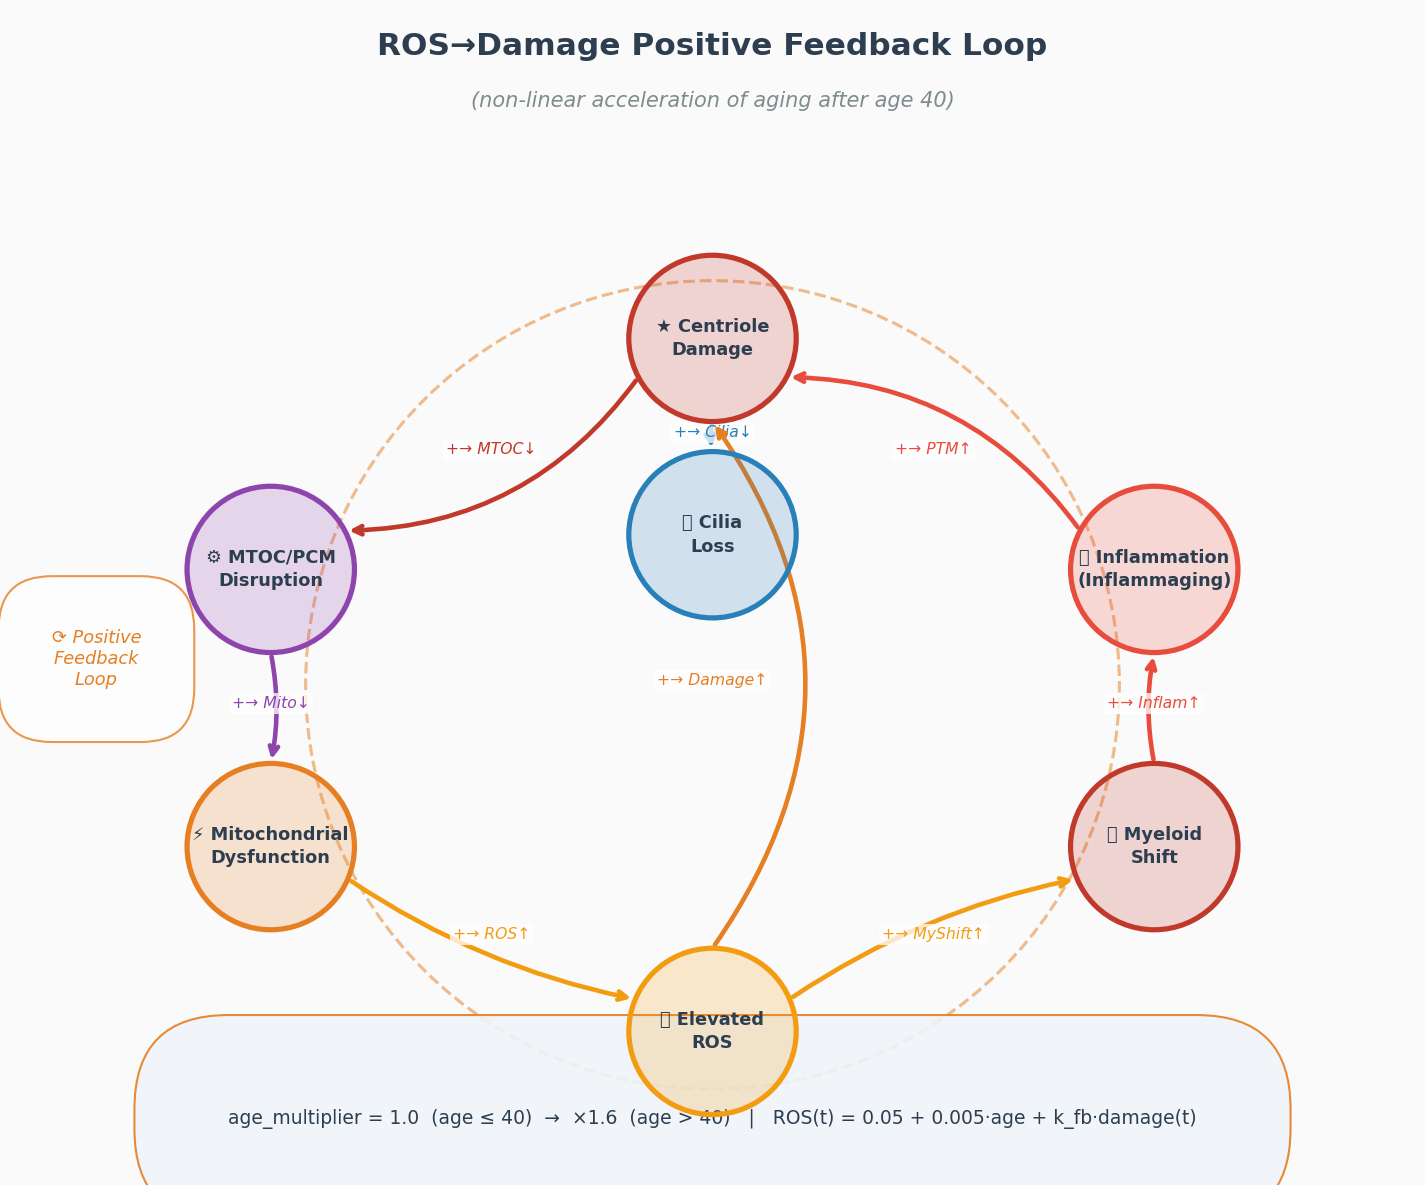 ROS→Damage Positive Feedback Loop
(non-linear acceleration of aging after age 40)
★ Centriole
Damage
+→ Cilia↓
+→ MTOC↓
+→ PTM↑
▯ Cilia
Loss
⚙ MTOC/PCM
Disruption
▯ Inflammation
(Inflammaging)
⟳ Positive
Feedback
Loop
+→ Damage↑
+→ Mito↓
+→ Inflam↑
⚡ Mitochondrial
Dysfunction
▯ Myeloid
Shift
+→ ROS↑
+→ MyShift↑
▯ Elevated
ROS
age_multiplier = 1.0  (age ≤ 40)  →  ×1.6  (age > 40)   |   ROS(t) = 0.05 + 0.005·age + k_fb·damage(t)